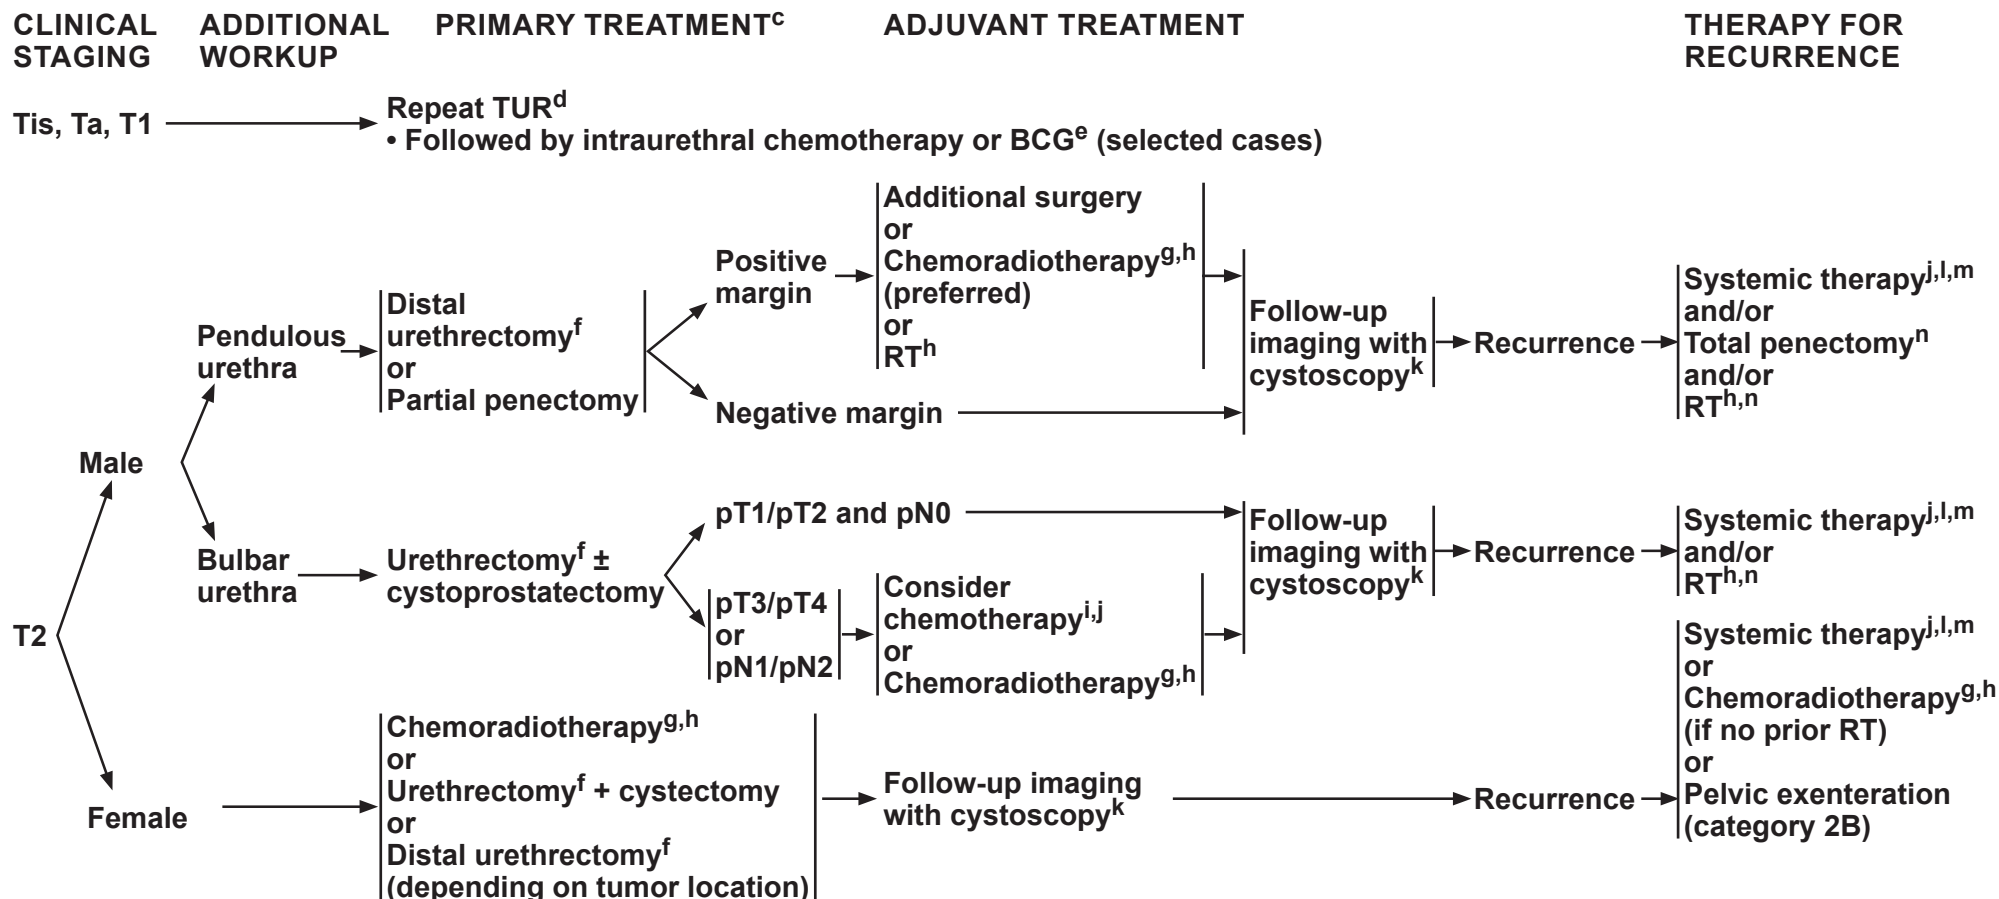 CLINICAL STAGING
ADDITIONAL WORKUP
PRIMARY TREATMENTc
ADJUVANT TREATMENT
THERAPY FOR RECURRENCE
Tis, Ta, T1
Repeat TURd
• Followed by intraurethral chemotherapy or BCGe (selected cases)
T2
Male
Pendulous
urethra
Distal
urethrectomyf
or
Partial penectomy
Positive
margin
Additional surgery
or
Chemoradiotherapyg,h
(preferred)
or
RTh
Negative margin
Follow-up
imaging with
cystoscopyk
Recurrence
Systemic therapyj,l,m
and/or
Total penectomyn
and/or
RTh,n
Bulbar
urethra
Urethrectomyf ±
cystoprostatectomy
pT1/pT2 and pN0
pT3/pT4
or
pN1/pN2
Consider
chemotherapyi,j
or
Chemoradiotherapyg,h
Follow-up
imaging with
cystoscopyk
Recurrence
Systemic therapyj,l,m
and/or
RTh,n
Female
Chemoradiotherapyg,h
or
Urethrectomyf + cystectomy
or
Distal urethrectomyf
(depending on tumor location)
Follow-up imaging
with cystoscopyk
Recurrence
Systemic therapyj,l,m
or
Chemoradiotherapyg,h
(if no prior RT)
or
Pelvic exenteration
(category 2B)